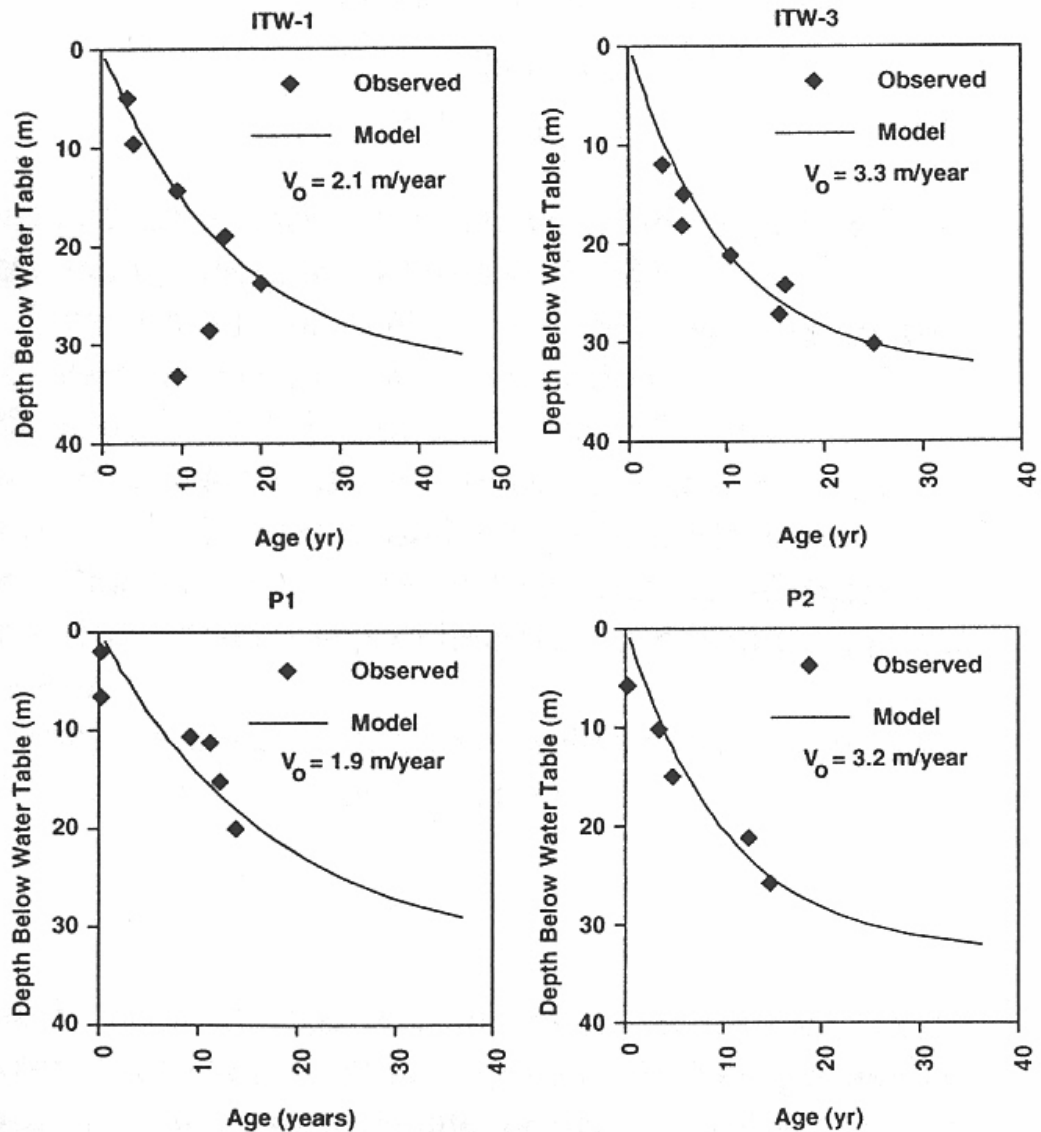 ITW-1
0
10
20
30
40
Depth Below Water Table (m)
Observed
Model
Vo = 2.1 m/year
0
10
20
30
40
50
Age (yr)
ITW-3
0
10
20
30
40
Depth Below Water Table (m)
Observed
Model
Vo = 3.3 m/year
0
10
20
30
40
Age (yr)
P1
0
10
20
30
40
Depth Below Water Table (m)
Observed
Model
Vo = 1.9 m/year
0
10
20
30
40
Age (years)
P2
0
10
20
30
40
Depth Below Water Table (m)
Observed
Model
Vo = 3.2 m/year
0
10
20
30
40
Age (yr)